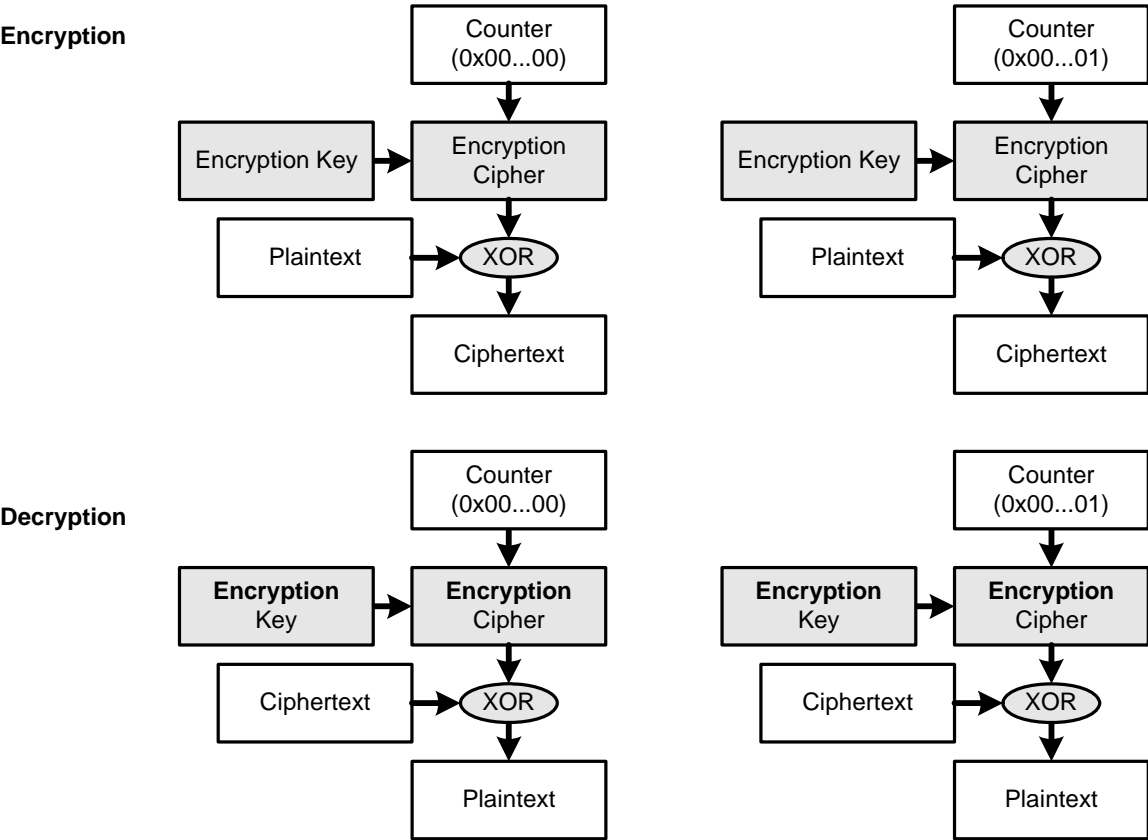 Encryption
Counter
(0x00...00)
Counter
(0x00...01)
Encryption Key
Encryption
Cipher
Encryption Key
Encryption
Cipher
Plaintext
XOR
Plaintext
XOR
Ciphertext
Ciphertext
Decryption
Counter
(0x00...00)
Counter
(0x00...01)
Encryption
Key
Encryption
Cipher
Encryption
Key
Encryption
Cipher
Ciphertext
XOR
Ciphertext
XOR
Plaintext
Plaintext